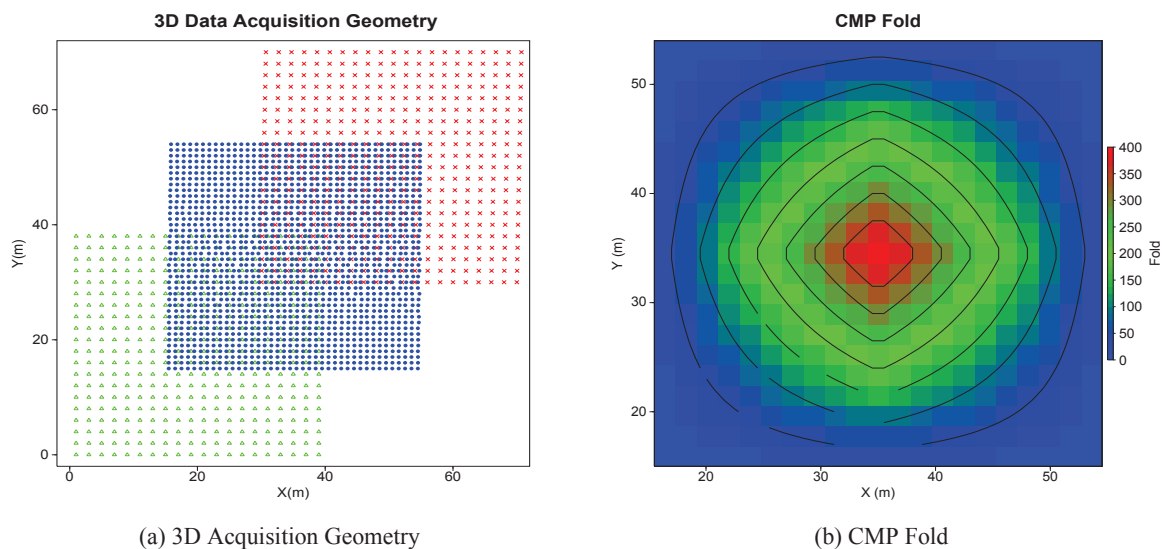 3D Data Acquisition Geometry
60
40
20
0
Y(m)
0
20
40
60
X(m)
(a) 3D Acquisition Geometry
CMP Fold
50
40
30
20
Y (m)
20
30
40
50
X (m)
400
350
300
250
200
150
100
50
0
Fold
(b) CMP Fold